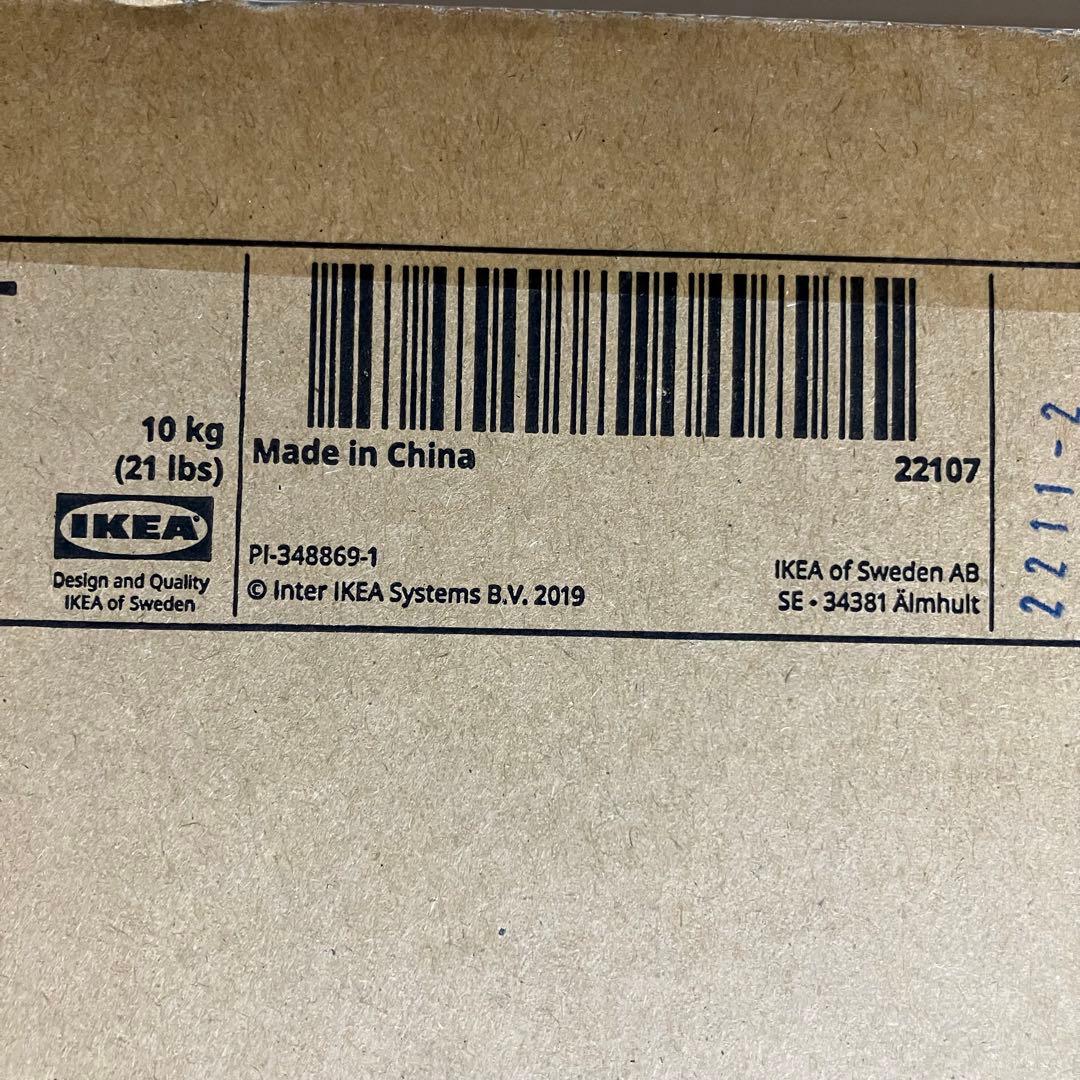 10 kg
(21 lbs)
IKEA®
Design and Quality
IKEA of Sweden
Made in China
22107
PI-348869-1
© Inter IKEA Systems B.V. 2019
IKEA of Sweden AB
SE • 34381 Älmhult
2211-2